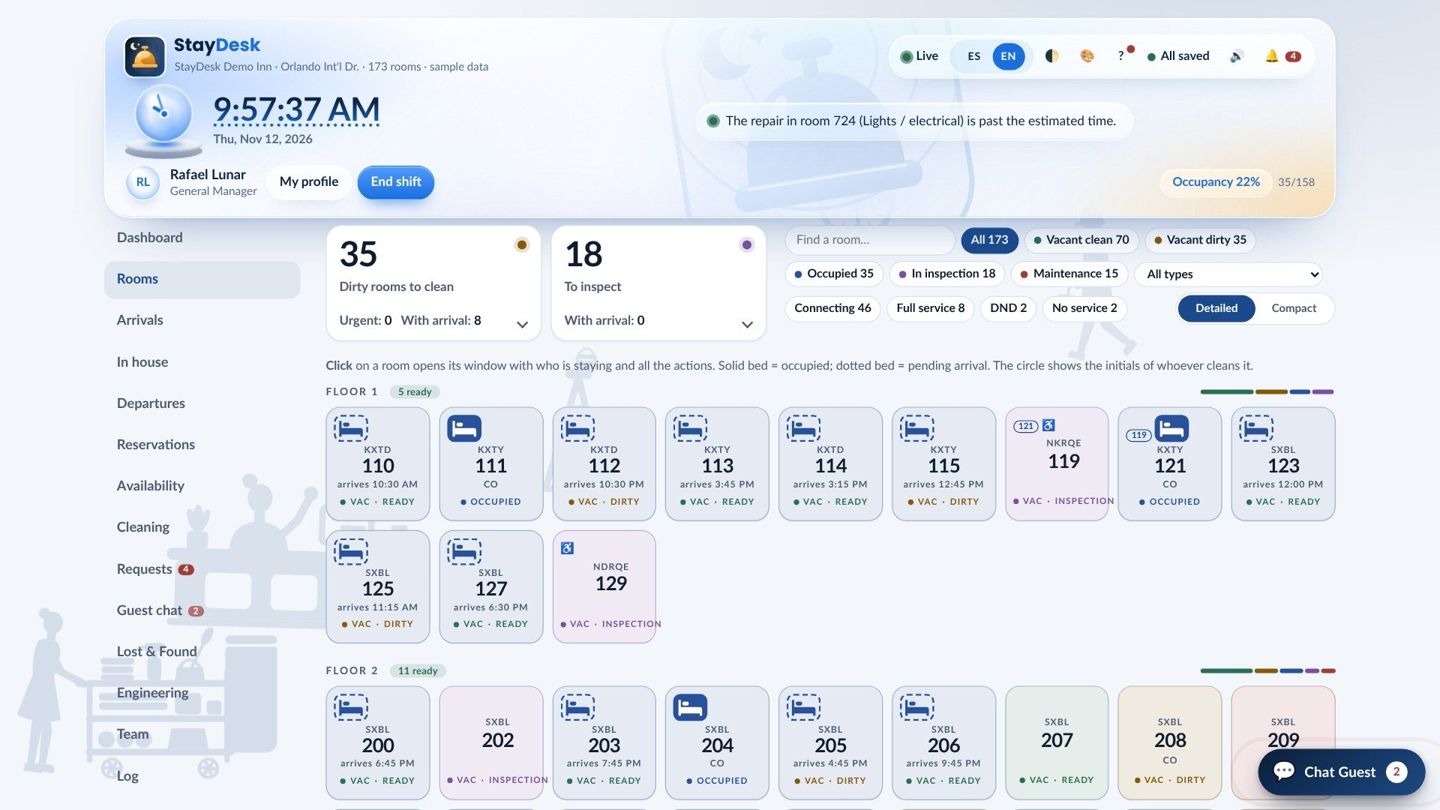 StayDesk
StayDesk Demo Inn · Orlando Int'l Dr. · 173 rooms · sample data
Live
ES
EN
?
All saved
4
9:57:37 AM
Thu, Nov 12, 2026
The repair in room 724 (Lights / electrical) is past the estimated time.
RL
Rafael Lunar
General Manager
My profile
End shift
Occupancy 22%
35/158
Dashboard
Rooms
Arrivals
In house
Departures
Reservations
Availability
Cleaning
Requests 4
Guest chat 2
Lost & Found
Engineering
Team
Log
35
Dirty rooms to clean
Urgent: 0 With arrival: 8
18
To inspect
With arrival: 0
Find a room...
All 173
Vacant clean 70
Vacant dirty 35
Occupied 35
In inspection 18
Maintenance 15
All types
Connecting 46
Full service 8
DND 2
No service 2
Detailed
Compact
Click on a room opens its window with who is staying and all the actions. Solid bed = occupied; dotted bed = pending arrival. The circle shows the initials of whoever cleans it.
FLOOR 1
5 ready
KXTD
110
arrives 10:30 AM
VAC · READY
KXTY
111
CO
OCCUPIED
KXTD
112
arrives 10:30 PM
VAC · DIRTY
KXTY
113
arrives 3:45 PM
VAC · READY
KXTD
114
arrives 3:15 PM
VAC · READY
KXTY
115
arrives 12:45 PM
VAC · DIRTY
121
NKRQE
119
VAC · INSPECTION
119
KXTY
121
CO
OCCUPIED
SXBL
123
arrives 12:00 PM
VAC · READY
SXBL
125
arrives 11:15 AM
VAC · DIRTY
SXBL
127
arrives 6:30 PM
VAC · READY
NDRQE
129
VAC · INSPECTION
FLOOR 2
11 ready
SXBL
200
arrives 6:45 PM
VAC · READY
SXBL
202
VAC · INSPECTION
SXBL
203
arrives 7:45 PM
VAC · READY
SXBL
204
CO
OCCUPIED
SXBL
205
arrives 4:45 PM
VAC · DIRTY
SXBL
206
arrives 9:45 PM
VAC · READY
SXBL
207
VAC · READY
SXBL
208
CO
VAC · DIRTY
SXBL
209
Chat Guest 2